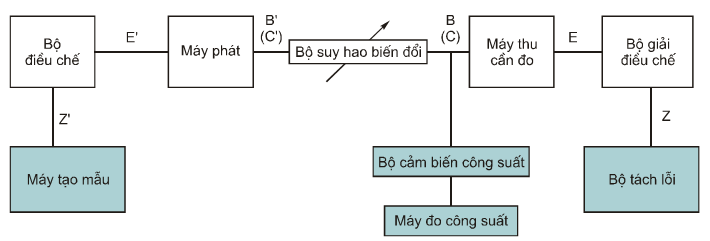 Bộ
điều chế
E'
Máy phát
B'
(C')
Bộ suy hao biến đổi
B
(C)
Máy thu
cần đo
E
Bộ giải
điều chế
Z'
Z
Máy tạo mẫu
Bộ cảm biến công suất
Bộ tách lỗi
Máy đo công suất